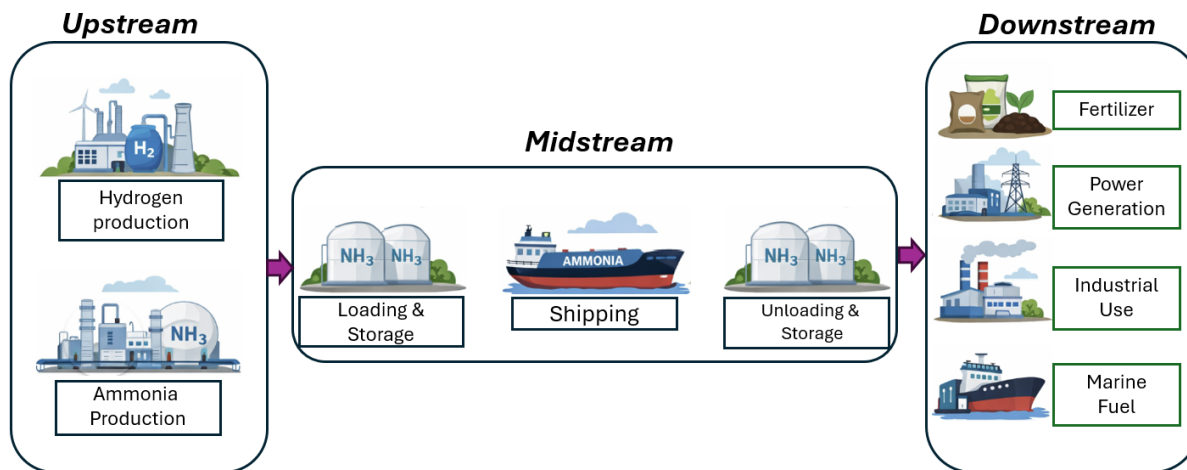 Upstream
H2
Hydrogen
production
NH3
Ammonia
Production
Midstream
NH3 NH3
Loading &
Storage
AMMONIA
Shipping
NH3 NH3
Unloading &
Storage
Downstream
Fertilizer
Power
Generation
Industrial
Use
Marine
Fuel